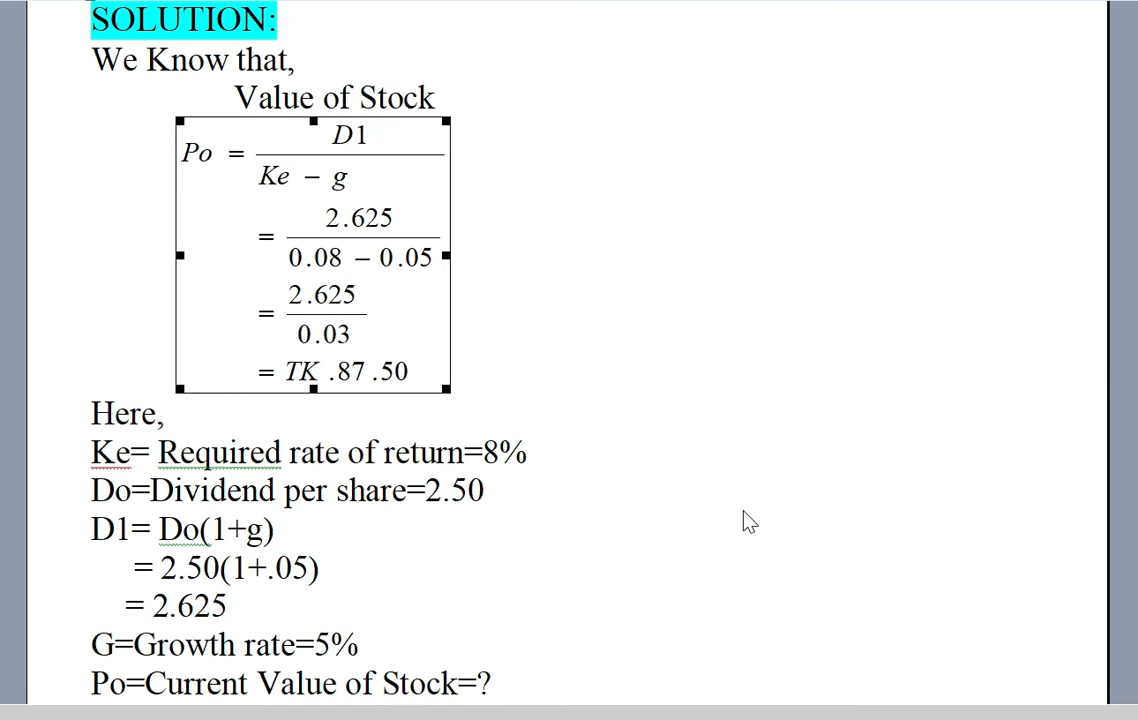 SOLUTION:
We Know that,
Value of Stock
Po = D1
Ke – g
= 2.625
0.08 – 0.05
= 2.625
0.03
= TK .87 .50
Here,
Ke= Required rate of return=8%
Do=Dividend per share=2.50
D1= Do(1+g)
= 2.50(1+.05)
= 2.625
G=Growth rate=5%
Po=Current Value of Stock=?